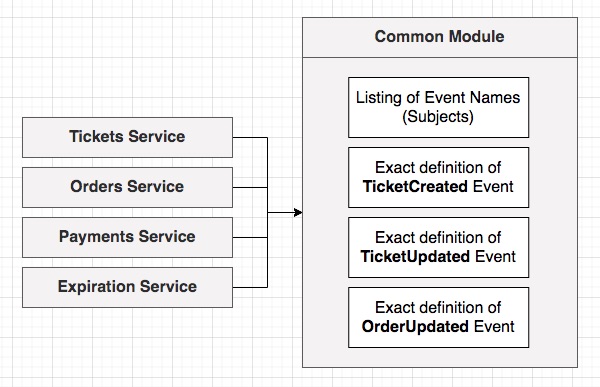 Common Module
Listing of Event Names
(Subjects)
Tickets Service
Orders Service
Payments Service
Expiration Service
Exact definition of
TicketCreated Event
Exact definition of
TicketUpdated Event
Exact definition of
OrderUpdated Event